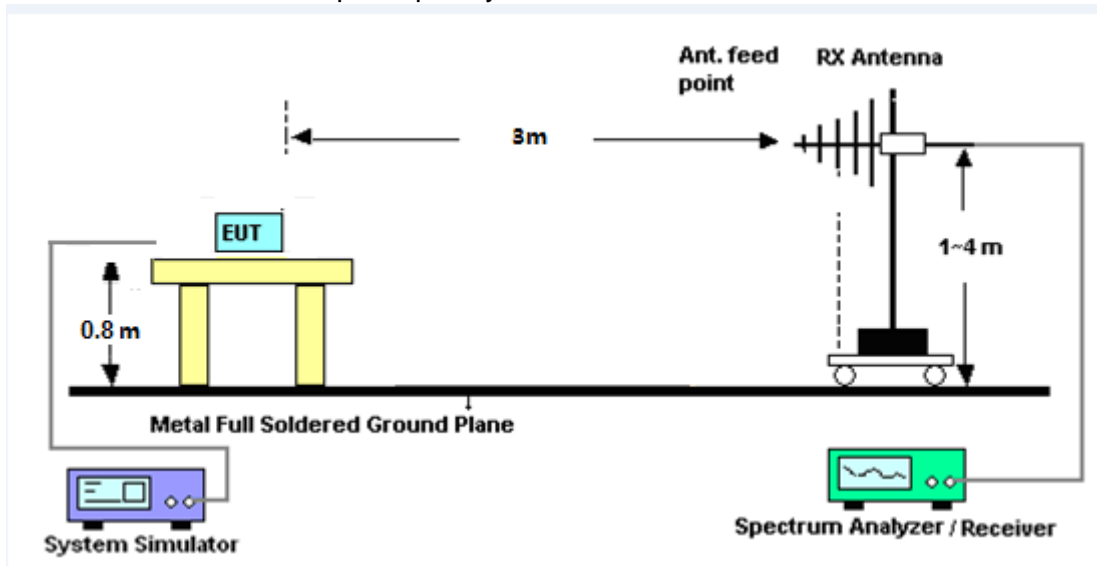 Ant. feed
point
RX Antenna
3m
EUT
1~4 m
0.8 m
Metal Full Soldered Ground Plane
System Simulator
Spectrum Analyzer / Receiver